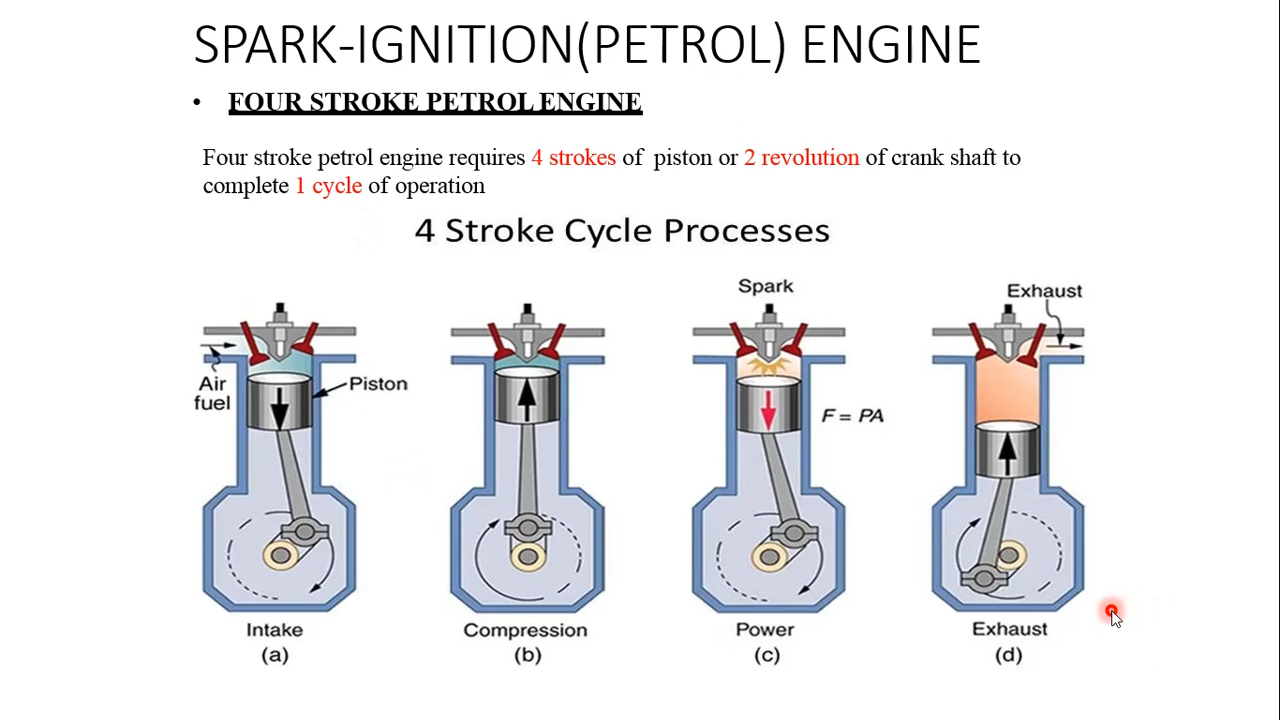 SPARK-IGNITION(PETROL) ENGINE
• FOUR STROKE PETROL ENGINE
Four stroke petrol engine requires 4 strokes of piston or 2 revolution of crank shaft to
complete 1 cycle of operation
4 Stroke Cycle Processes
Spark
Exhaust
Air
fuel
Piston
F = PA
Intake
(a)
Compression
(b)
Power
(c)
Exhaust
(d)